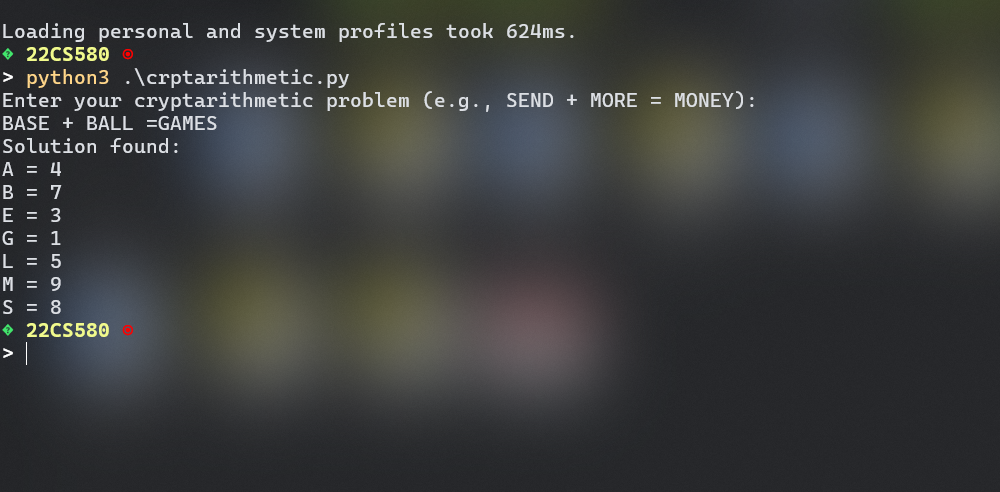 Loading personal and system profiles took 624ms.
� 22CS580 ⊙
> python3 .\crptarithmetic.py
Enter your cryptarithmetic problem (e.g., SEND + MORE = MONEY):
BASE + BALL =GAMES
Solution found:
A = 4
B = 7
E = 3
G = 1
L = 5
M = 9
S = 8
� 22CS580 ⊙
>